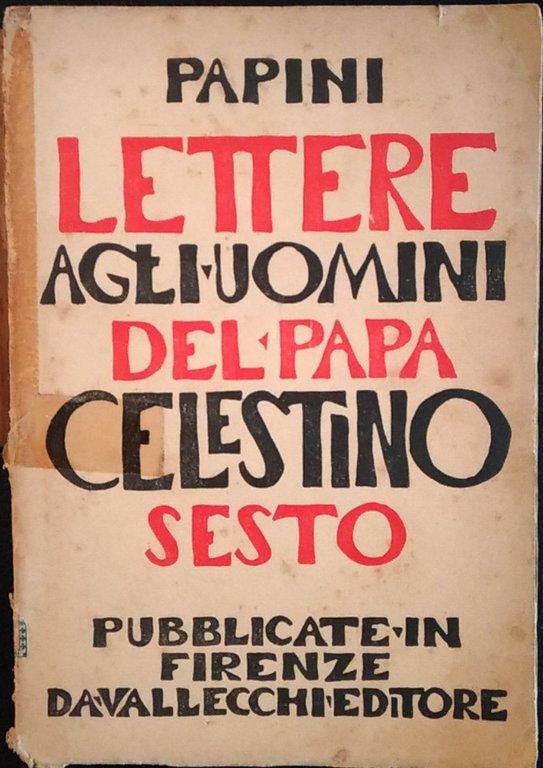 PAPINI
LETTERE
AGLI·UOMINI
DEL·PAPA
CELESTINO
SESTO
PUBBLICATE·IN
FIRENZE
DA·VALLECCHI·EDITORE